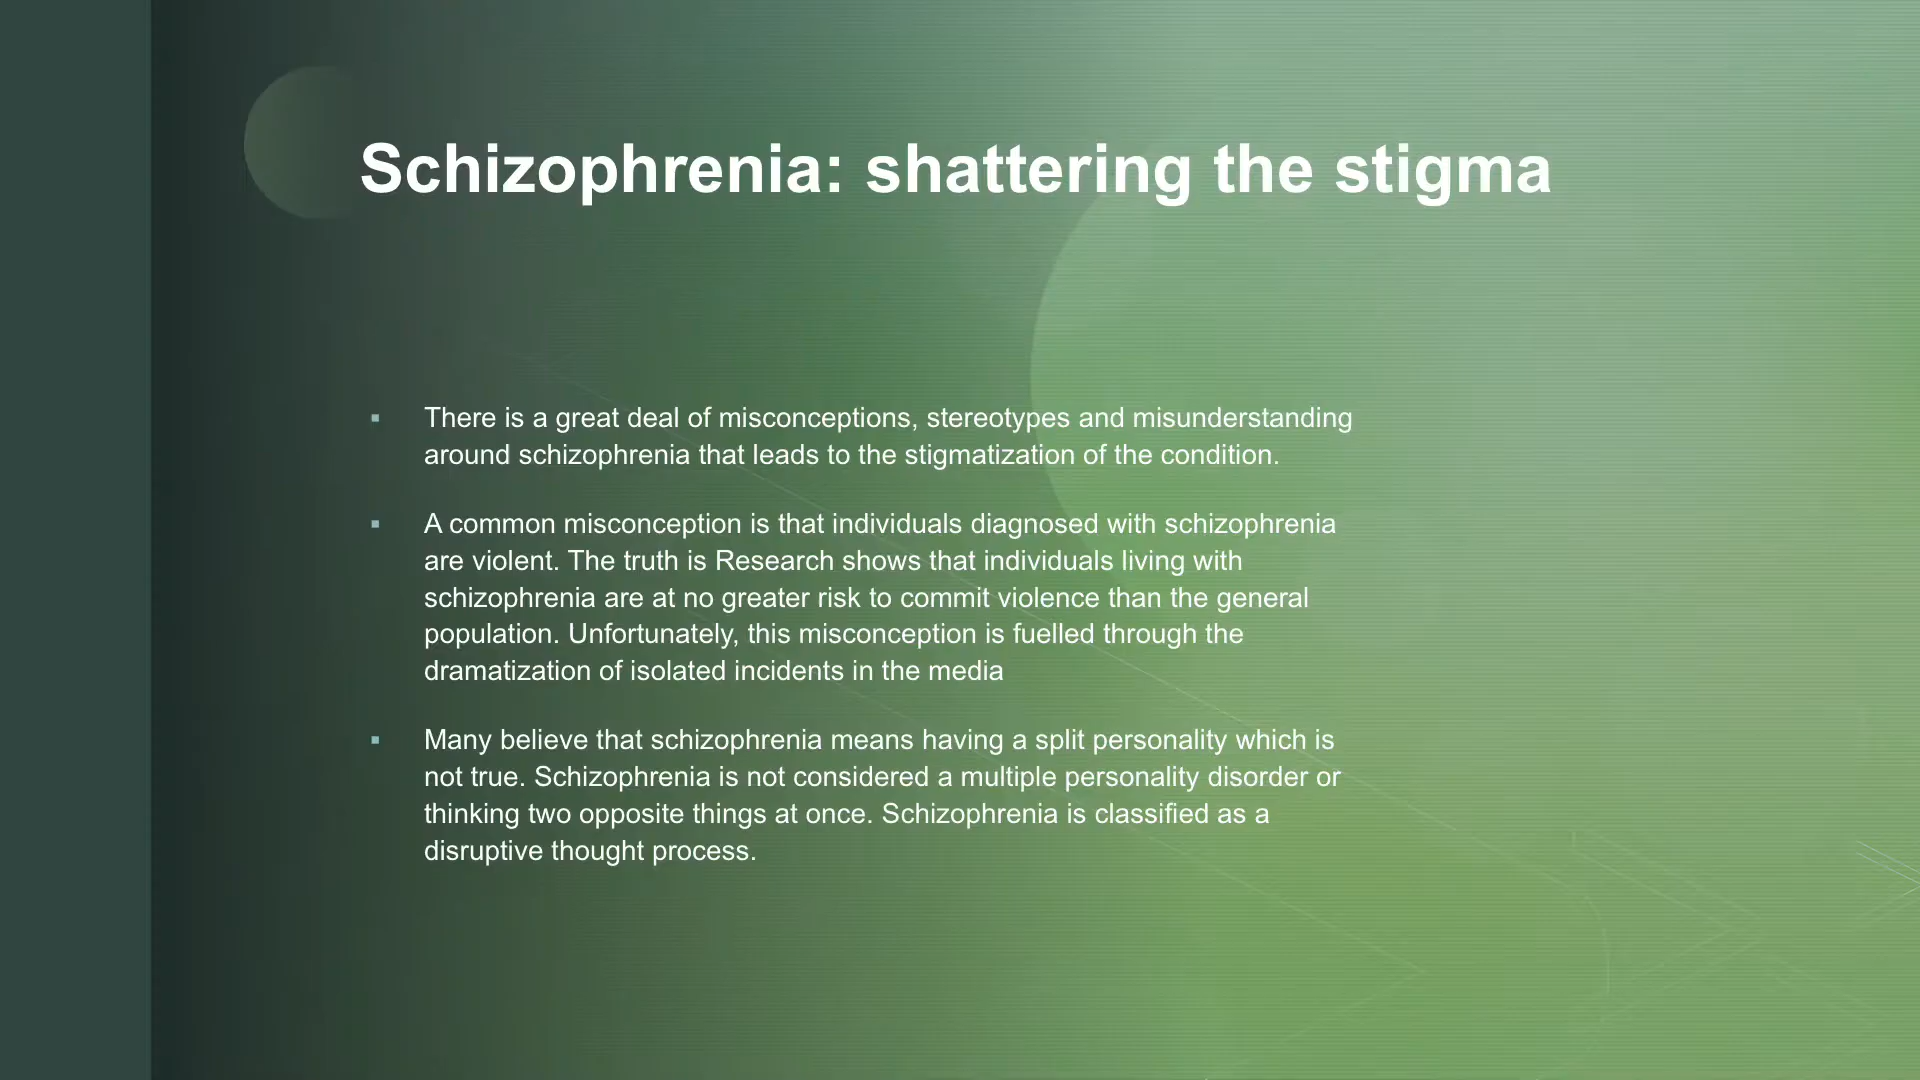 Schizophrenia: shattering the stigma
There is a great deal of misconceptions, stereotypes and misunderstanding
around schizophrenia that leads to the stigmatization of the condition.
A common misconception is that individuals diagnosed with schizophrenia
are violent. The truth is Research shows that individuals living with
schizophrenia are at no greater risk to commit violence than the general
population. Unfortunately, this misconception is fuelled through the
dramatization of isolated incidents in the media
Many believe that schizophrenia means having a split personality which is
not true. Schizophrenia is not considered a multiple personality disorder or
thinking two opposite things at once. Schizophrenia is classified as a
disruptive thought process.